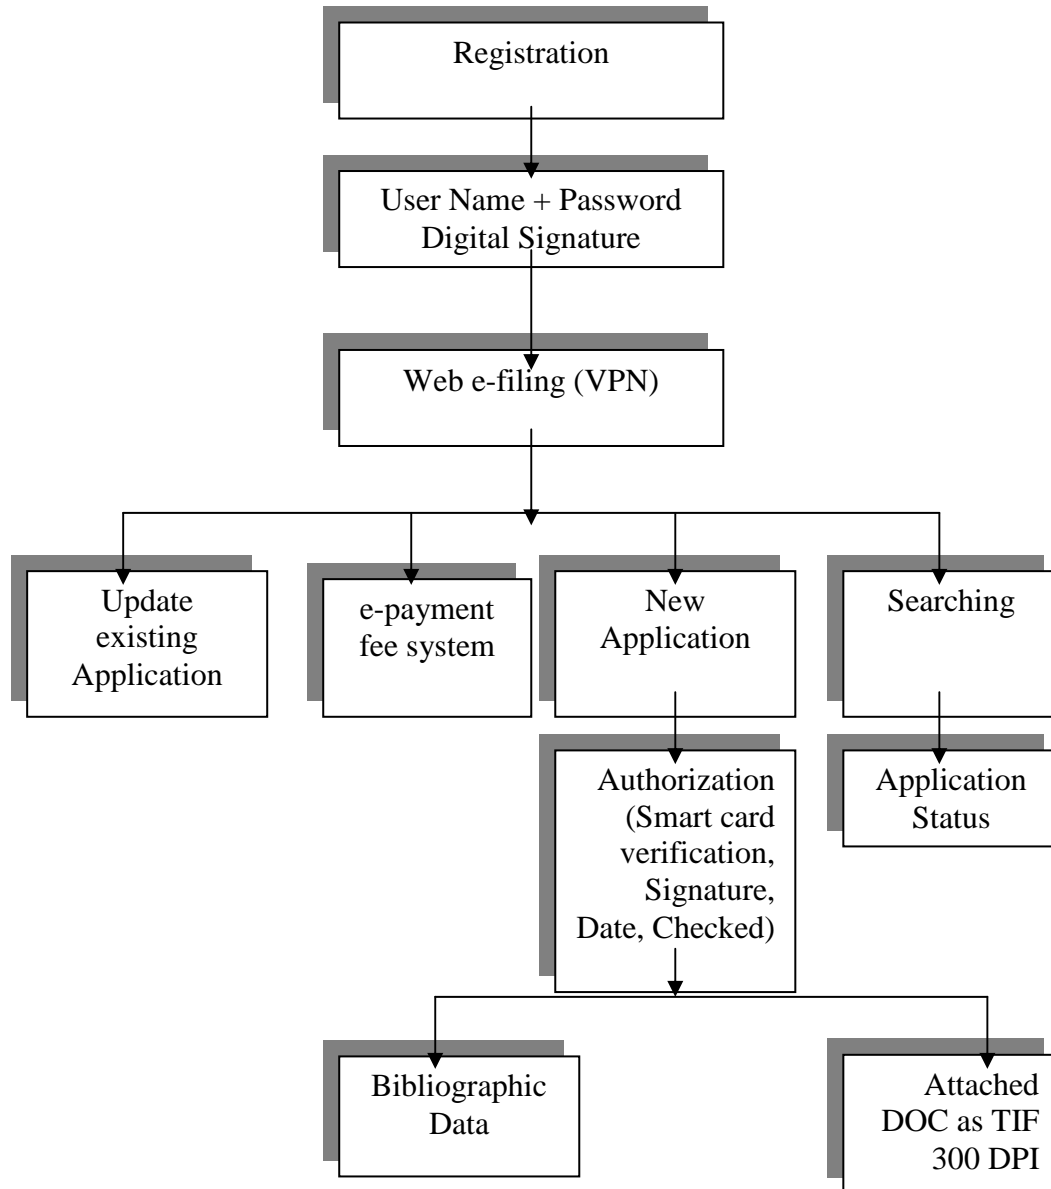 Registration
User Name + Password
Digital Signature
Web e-filing (VPN)
Update
existing
Application
e-payment
fee system
New
Application
Searching
Authorization
(Smart card
verification,
Signature,
Date, Checked)
Application
Status
Bibliographic
Data
Attached
DOC as TIF
300 DPI